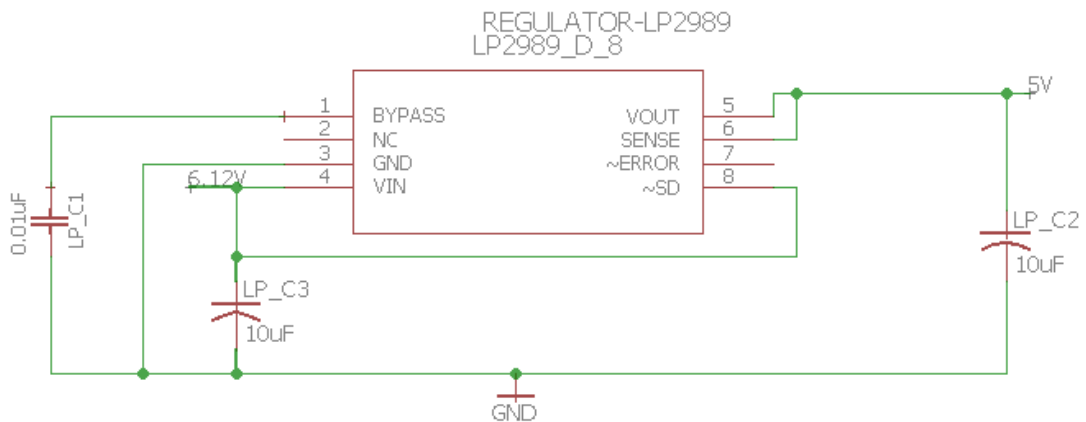 REGULATOR-LP2989
LP2989_D_8
1 BYPASS VOUT 5
2 NC SENSE 6
3 GND ~ERROR 7
4 VIN ~SD 8
5V
6.12V
0.01uF
LP_C1
LP_C2
10uF
LP_C3
10uF
GND